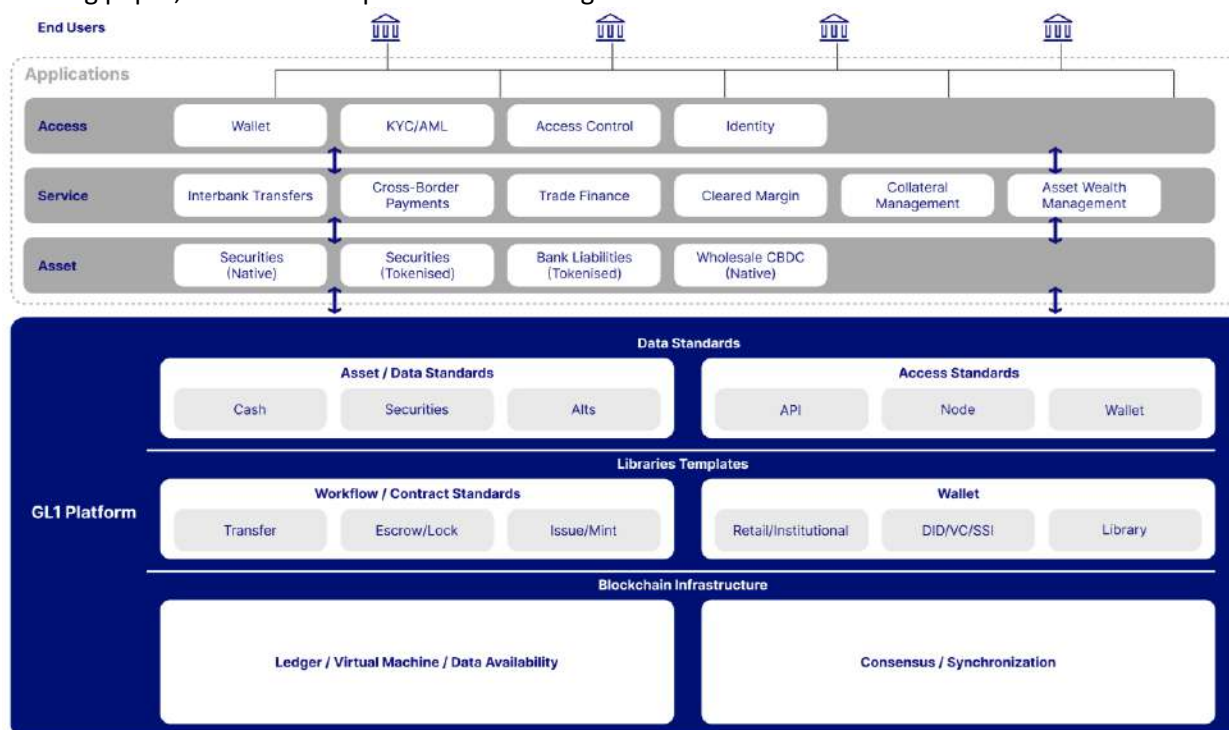 End Users
Applications
Access
Wallet
KYC/AML
Access Control
Identity
Service
Interbank Transfers
Cross-Border
Payments
Trade Finance
Cleared Margin
Collateral
Management
Asset Wealth
Management
Asset
Securities
(Native)
Securities
(Tokenised)
Bank Liabilities
(Tokenised)
Wholesale CBDC
(Native)
GL1 Platform
Data Standards
Asset / Data Standards
Cash
Securities
Alts
Access Standards
API
Node
Wallet
Libraries Templates
Workflow / Contract Standards
Transfer
Escrow/Lock
Issue/Mint
Wallet
Retail/Institutional
DID/VC/SSI
Library
Blockchain Infrastructure
Ledger / Virtual Machine / Data Availability
Consensus / Synchronization